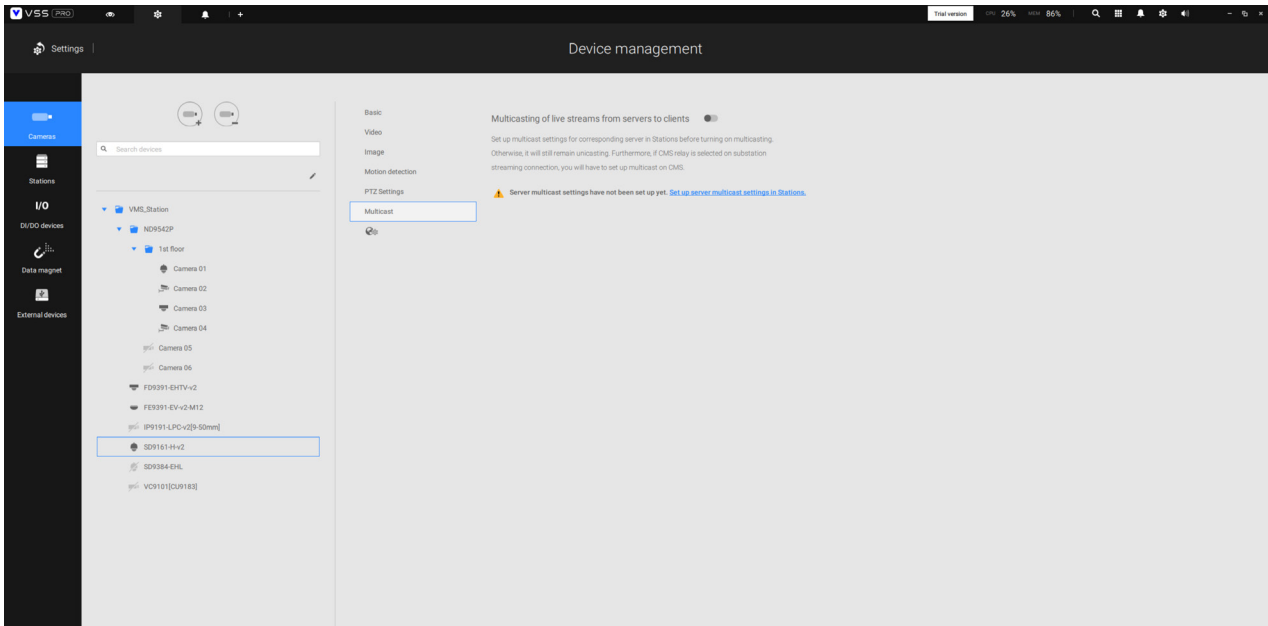 VSS PRO
Trial version
CPU 26%
MEM 86%
Settings
Device management
Cameras
Stations
I/O
DI/DO devices
Data magnet
External devices
Search devices
VMS_Station
ND9542P
1st floor
Camera 01
Camera 02
Camera 03
Camera 04
Camera 05
Camera 06
FD9391-EHTV-v2
FE9391-EV-v2-M12
IP9191-LPC-v2[9-50mm]
SD9161-H-v2
SD9384-EHL
VC9101[CU9183]
Basic
Video
Image
Motion detection
PTZ Settings
Multicast
Multicasting of live streams from servers to clients
Set up multicast settings for corresponding server in Stations before turning on multicasting.
Otherwise, it will still remain unicasting. Furthermore, if CMS relay is selected on substation
streaming connection, you will have to set up multicast on CMS.
Server multicast settings have not been set up yet. Set up server multicast settings in Stations.